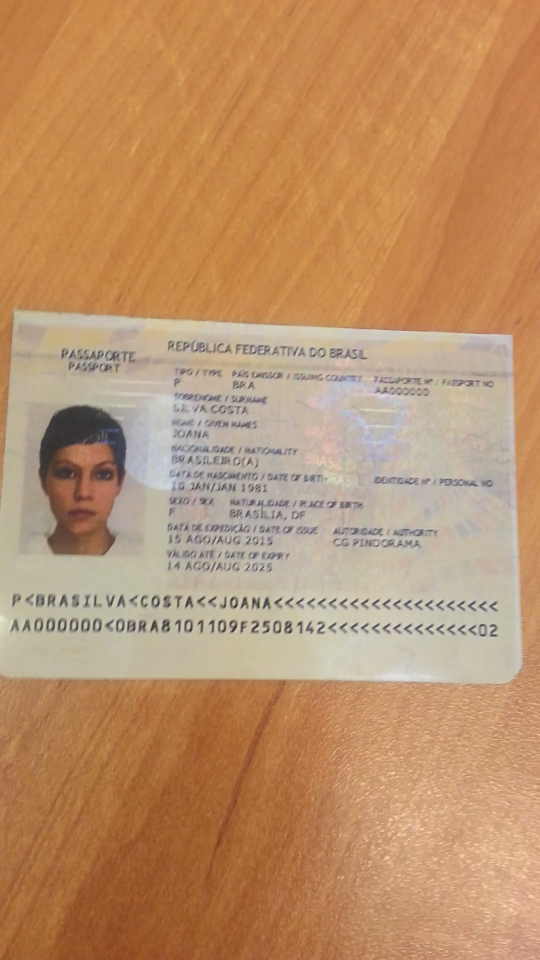 PASSAPORTE
PASSPORT
REPÚBLICA FEDERATIVA DO BRASIL
TIPO / TYPE PAÍS EMISSOR / ISSUING COUNTRY PASSAPORTE Nº / PASSPORT NO
P BRA AA000000
SOBRENOME / SURNAME
SILVA COSTA
NOME / GIVEN NAMES
JOANA
NACIONALIDADE / NATIONALITY
BRASILEIRO(A)
DATA DE NASCIMENTO / DATE OF BIRTH IDENTIDADE Nº / PERSONAL NO
10 JAN/JAN 1981
SEXO / SEX NATURALIDADE / PLACE OF BIRTH
F BRASÍLIA, DF
DATA DE EXPEDIÇÃO / DATE OF ISSUE AUTORIDADE / AUTHORITY
15 AGO/AUG 2015 CG PINDORAMA
VÁLIDO ATÉ / DATE OF EXPIRY
14 AGO/AUG 2025
P<BRASILVA<COSTA<<JOANA<<<<<<<<<<<<<<<<<<<<<
AA000000<0BRA8101109F2508142<<<<<<<<<<<<<<02